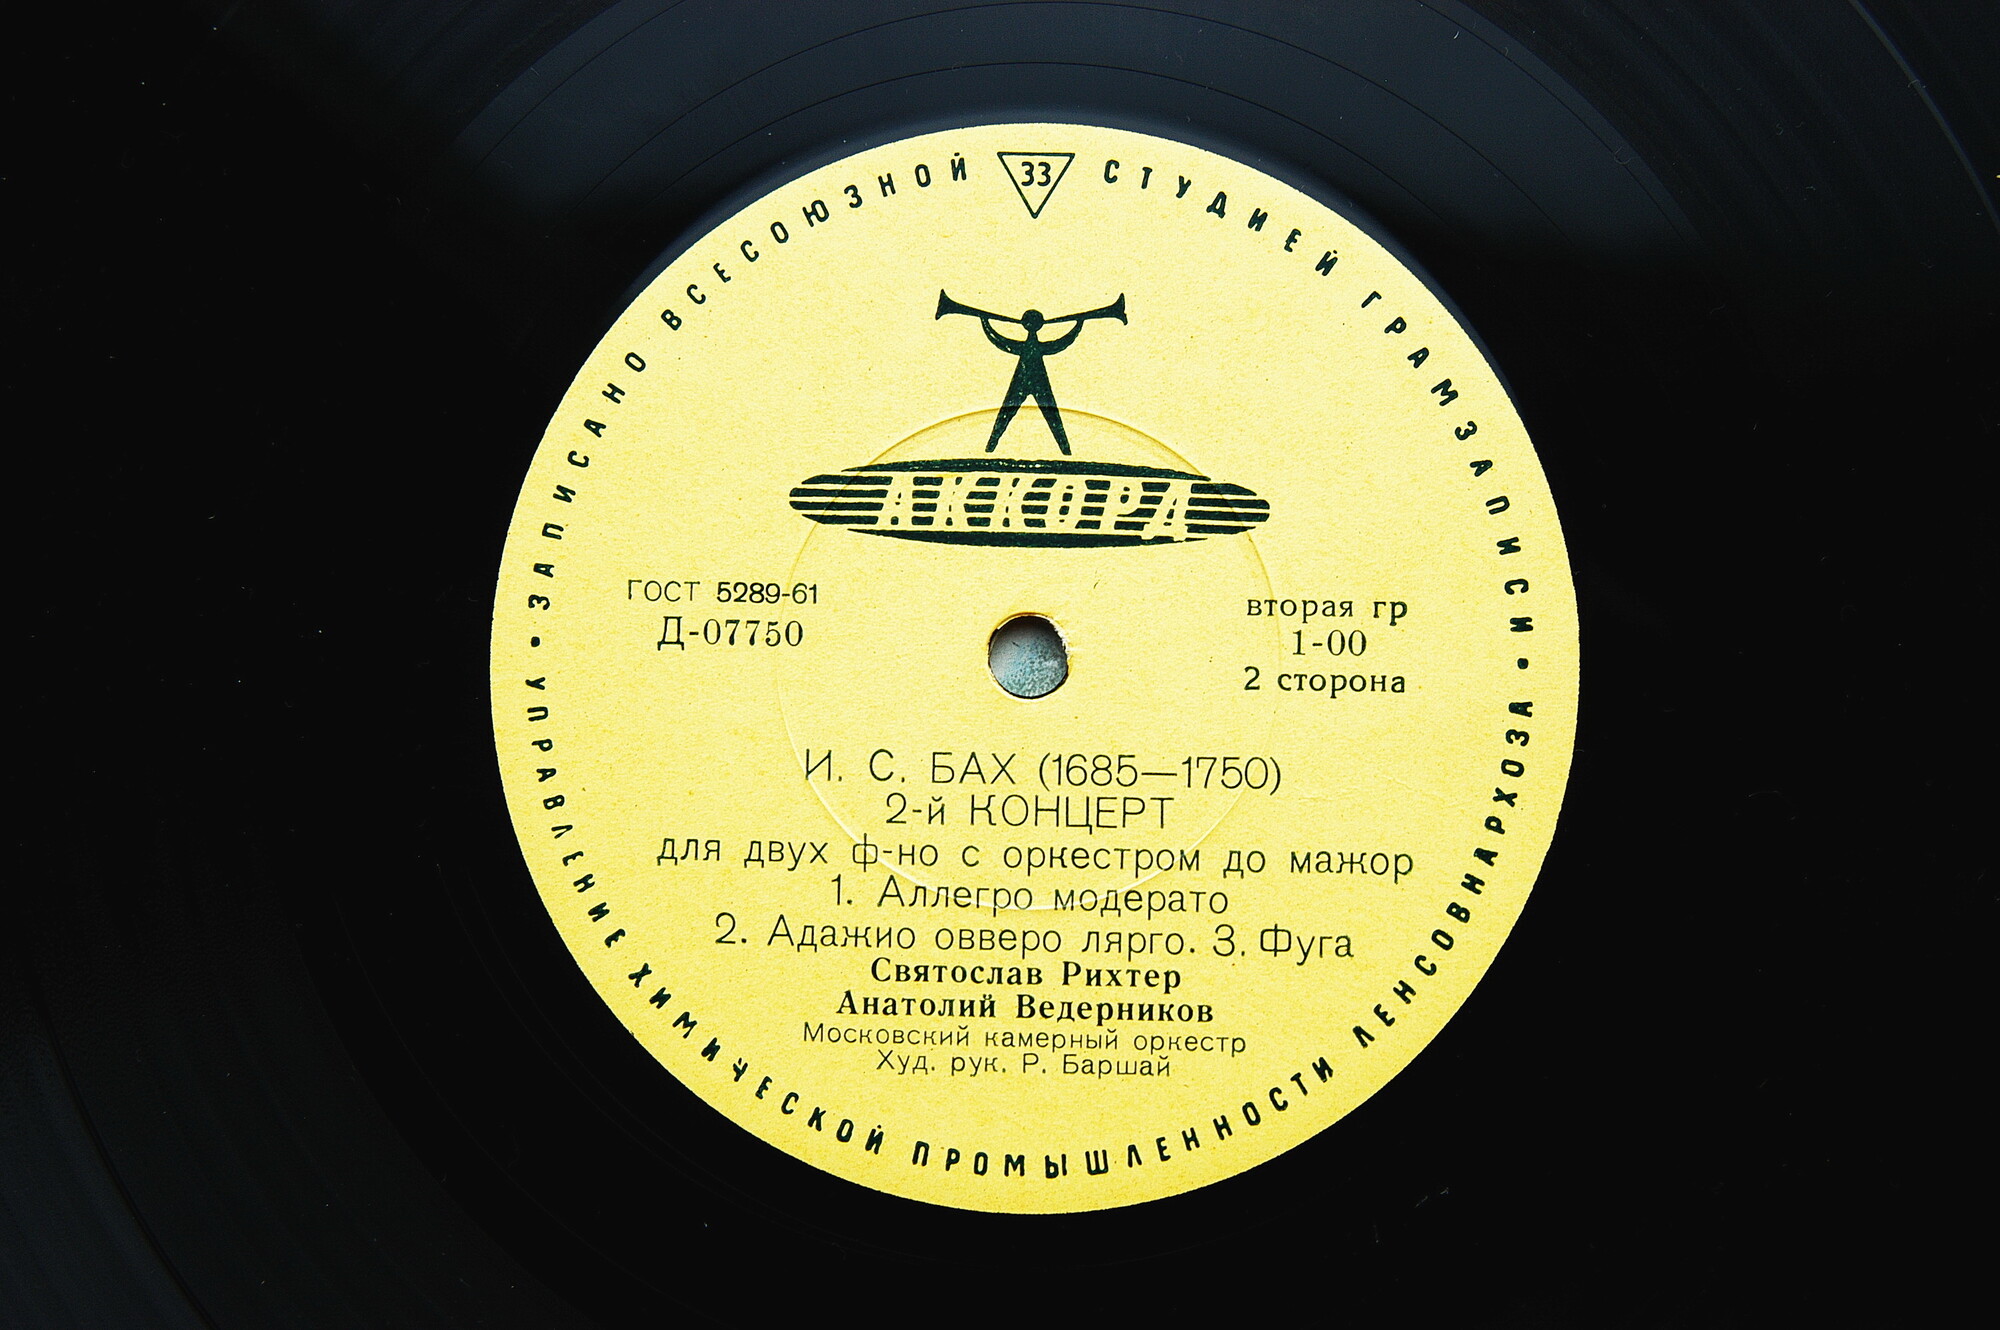 ЗАПИСАНО ВСЕСОЮЗНОЙ 33 СТУДИЕЙ ГРАМЗАПИСИ
АККОРД
ГОСТ 5289-61
Д-07750
вторая гр
1-00
2 сторона
И. С. БАХ (1685—1750)
2-й КОНЦЕРТ
для двух ф-но с оркестром до мажор
1. Аллегро модерато
2. Адажио овверо лярго. 3. Фуга
Святослав Рихтер
Анатолий Ведерников
Московский камерный оркестр
Худ. рук. Р. Баршай
• УПРАВЛЕНИЕ ХИМИЧЕСКОЙ ПРОМЫШЛЕННОСТИ ЛЕНСОВНАРХОЗА •